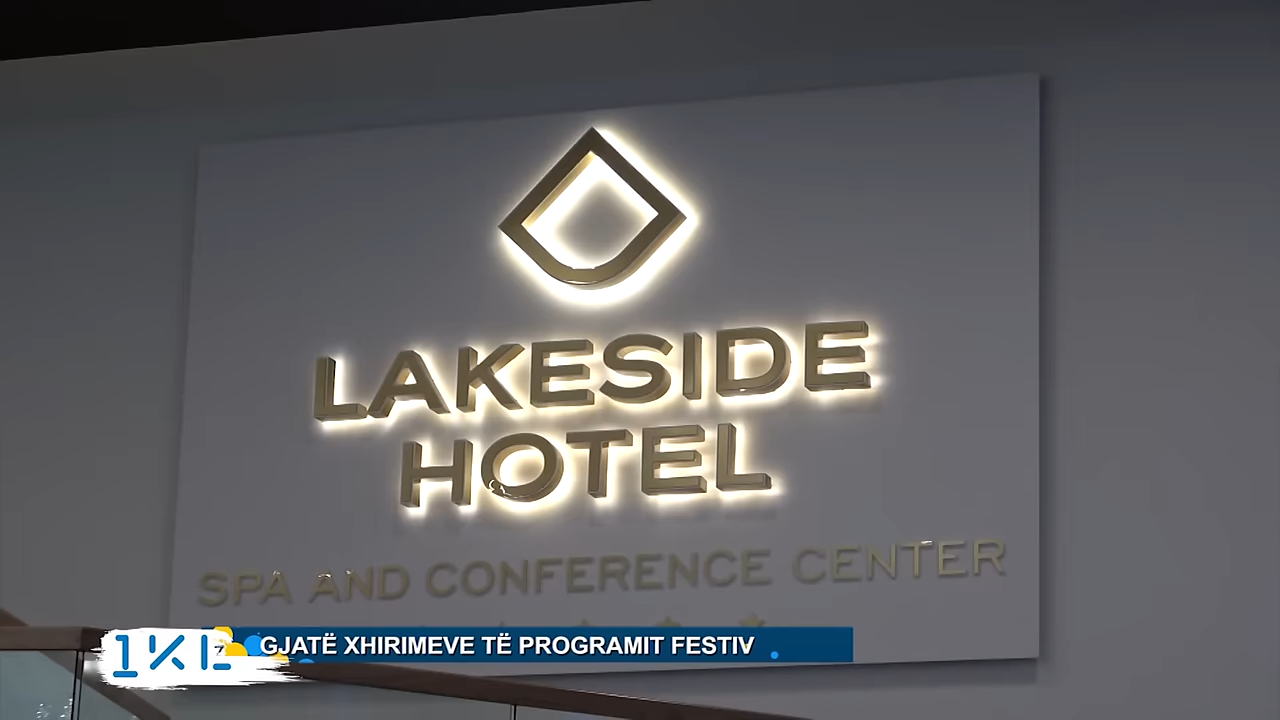 LAKESIDE
HOTEL
SPA AND CONFERENCE CENTER
GJATË XHIRIMEVE TË PROGRAMIT FESTIV